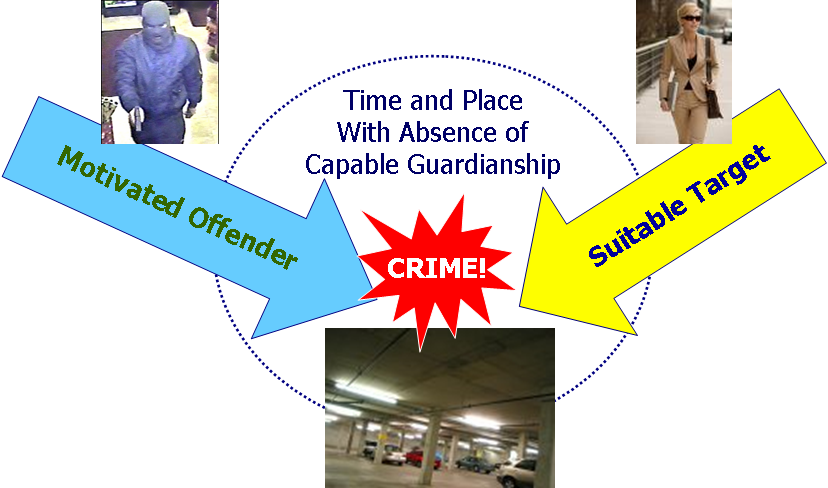 Time and Place
With Absence of
Capable Guardianship
Motivated Offender
Suitable Target
CRIME!